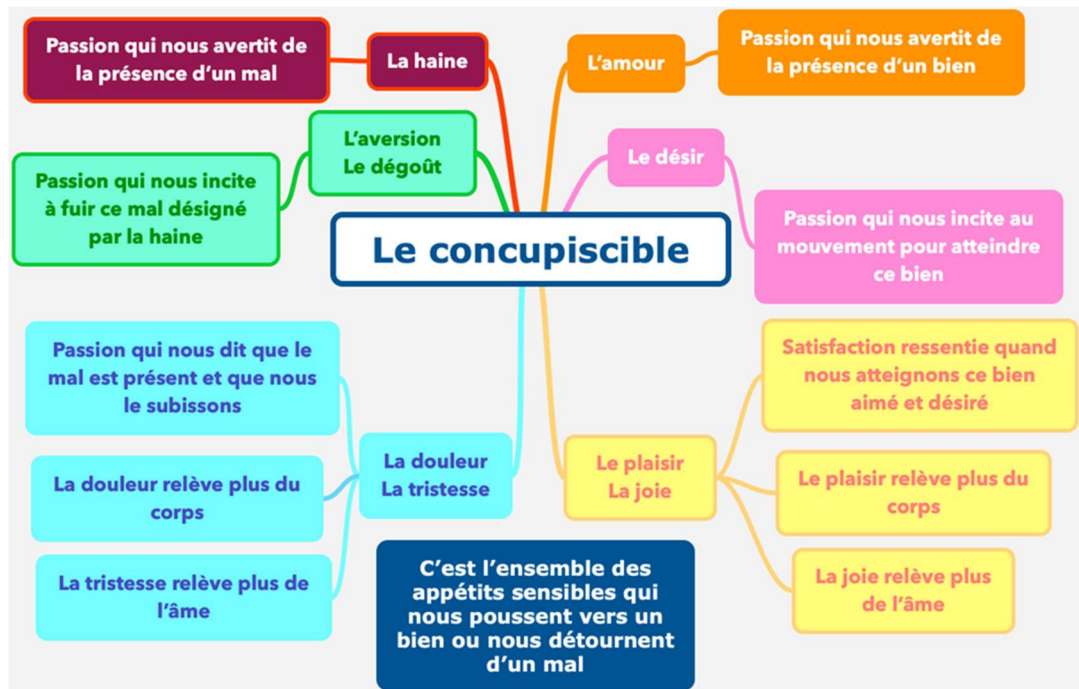 Passion qui nous avertit de
la présence d'un mal
La haine
L'amour
Passion qui nous avertit de
la présence d'un bien
L'aversion
Le dégoût
Passion qui nous incite
à fuir ce mal désigné
par la haine
Le désir
Passion qui nous incite au
mouvement pour atteindre
ce bien
Le concupiscible
Passion qui nous dit que le
mal est présent et que nous
le subissons
La douleur
La tristesse
La douleur relève plus du
corps
La tristesse relève plus de
l'âme
Le plaisir
La joie
Satisfaction ressentie quand
nous atteignons ce bien
aimé et désiré
Le plaisir relève plus du
corps
La joie relève plus
de l'âme
C'est l'ensemble des
appétits sensibles qui
nous poussent vers un
bien ou nous détournent
d'un mal